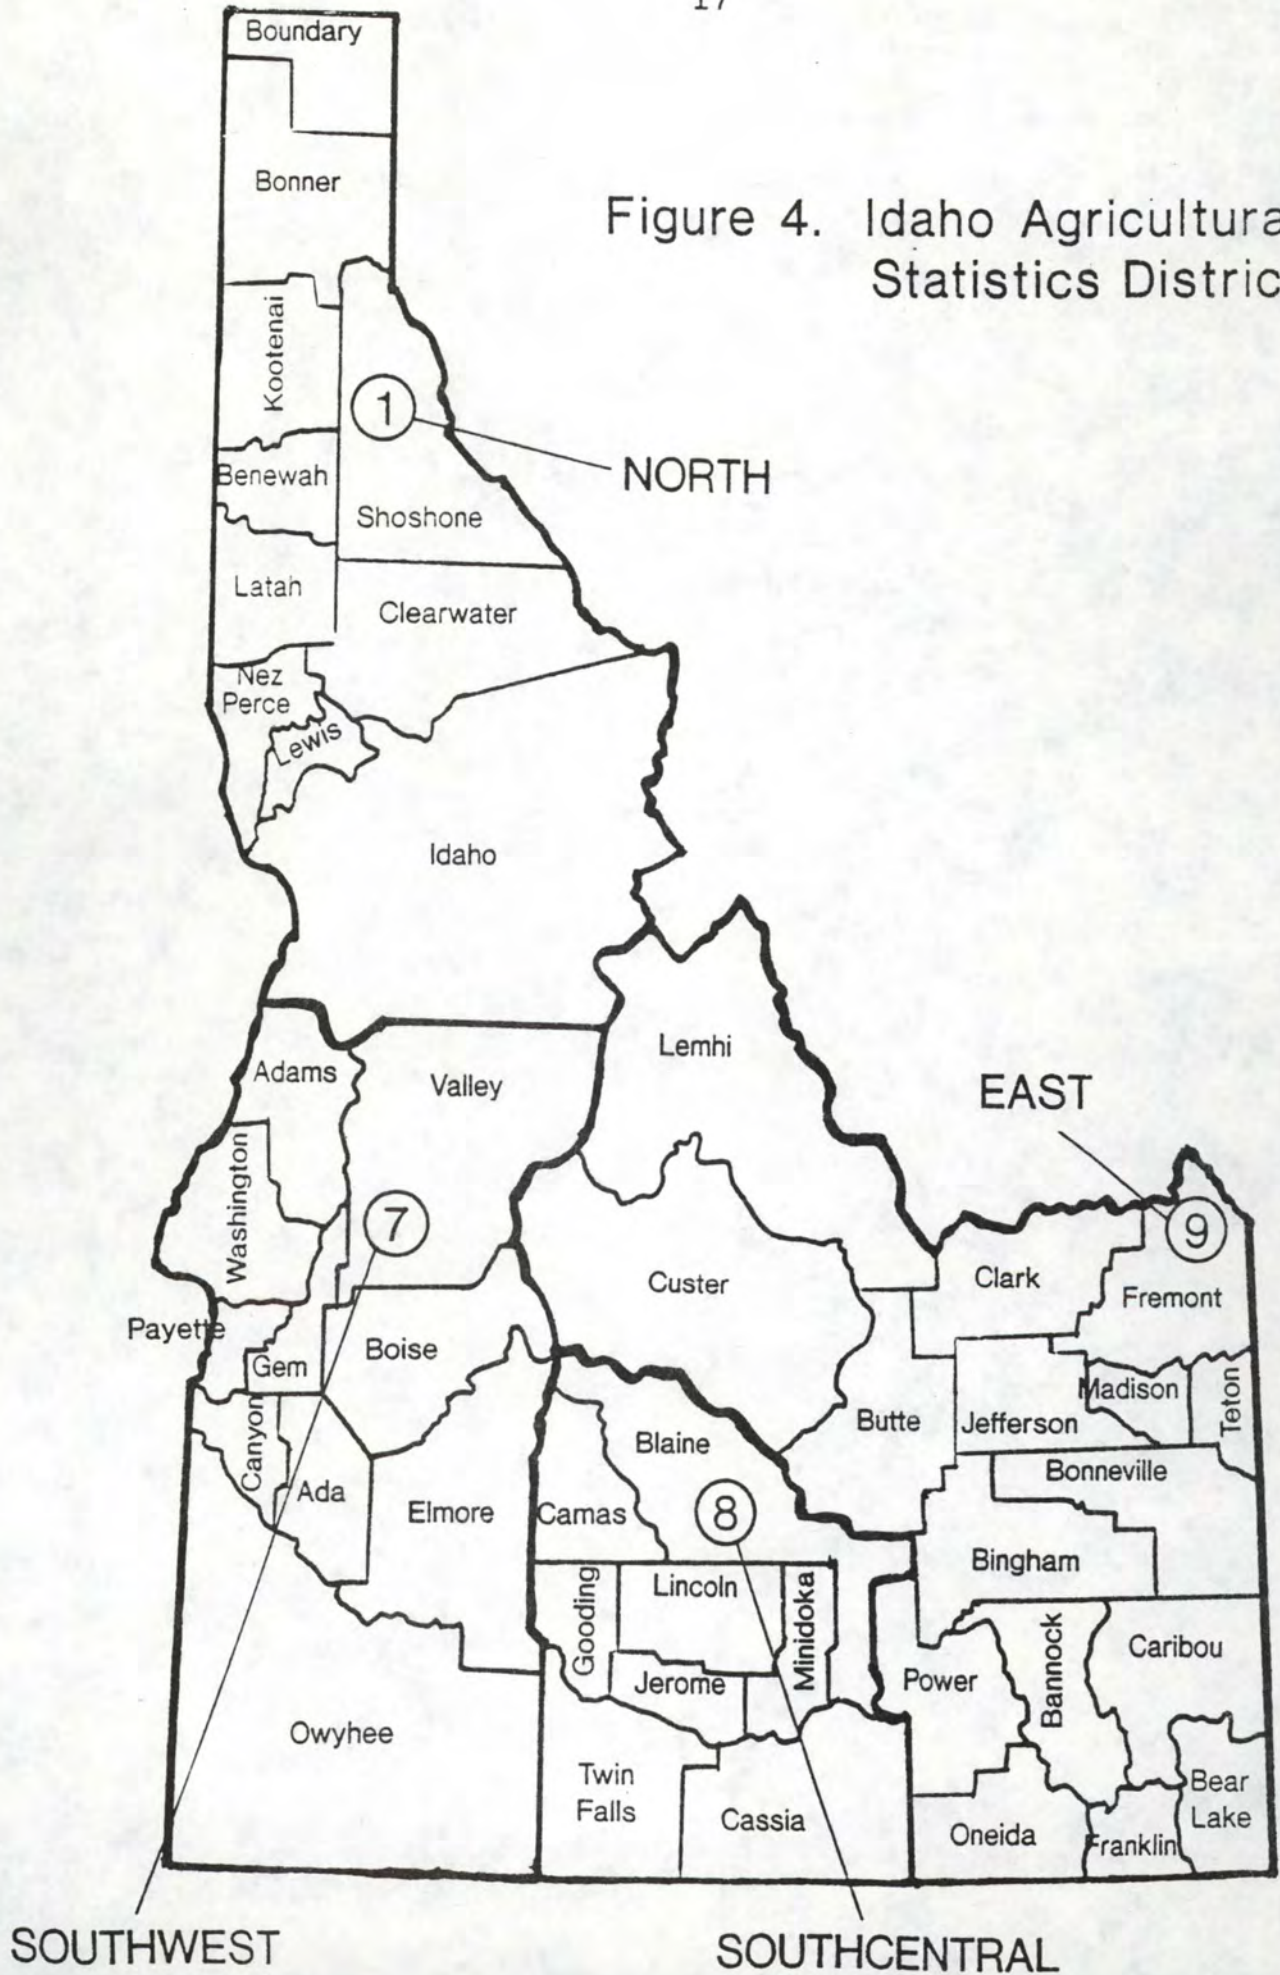 17
Boundary
Bonner
Figure 4. Idaho Agricultura
Statistics Distric
Kootenai
1
NORTH
Benewah
Shoshone
Latah
Clearwater
Nez
Perce
Lewis
Idaho
Lemhi
Adams
Valley
EAST
Washington
7
9
Custer
Clark
Fremont
Payette
Boise
Gem
Madison
Teton
Canyon
Butte
Jefferson
Blaine
Bonneville
Ada
Elmore
Camas
8
Bingham
Gooding
Lincoln
Minidoka
Bannock
Caribou
Jerome
Power
Owyhee
Twin
Falls
Cassia
Bear
Lake
Oneida
Franklin
SOUTHWEST
SOUTHCENTRAL